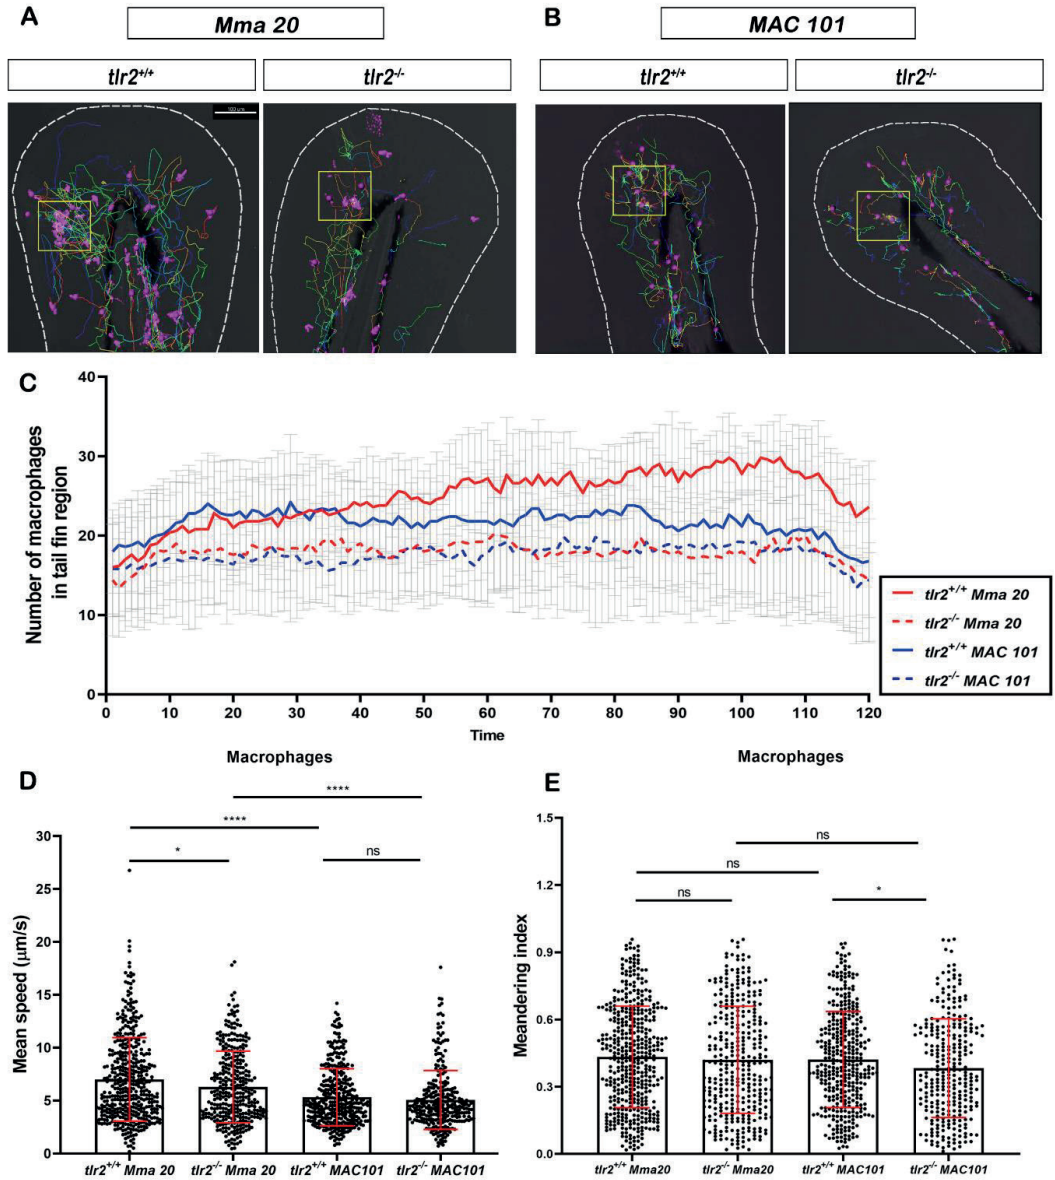 A
Mma 20
B
MAC 101
tlr2+/+
tlr2-/-
tlr2+/+
tlr2-/-
C
Number of macrophages
in tail fin region
40
30
20
10
0
0 10 20 30 40 50 60 70 80 90 100 110 120
Time
tlr2+/+ Mma 20
tlr2-/- Mma 20
tlr2+/+ MAC 101
tlr2-/- MAC 101
D
Macrophages
Mean speed (μm/s)
30
25
20
15
10
5
0
****
****
*
ns
tlr2+/+ Mma 20 tlr2-/- Mma 20 tlr2+/+ MAC101 tlr2-/- MAC101
E
Macrophages
Meandering index
1.5
1.2
0.9
0.6
0.3
0.0
ns
ns
ns
*
tlr2+/+ Mma20 tlr2-/- Mma20 tlr2+/+ MAC101 tlr2-/- MAC101